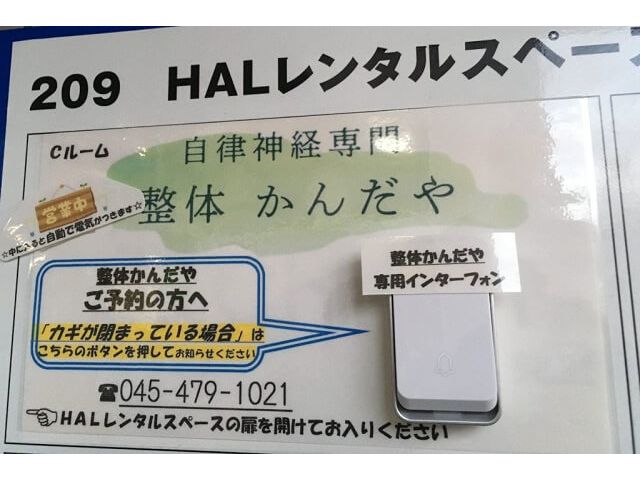 209 HALレンタルスペース
Cルーム
自律神経専門
整体 かんだや
営業中
☆中に入ると自動で電気がつきます☆
整体かんだや
専用インターフォン
整体かんだや
ご予約の方へ
「カギが閉まっている場合」は
こちらのボタンを押してお知らせください
☎045-479-1021
☜HALレンタルスペースの扉を開けてお入りください